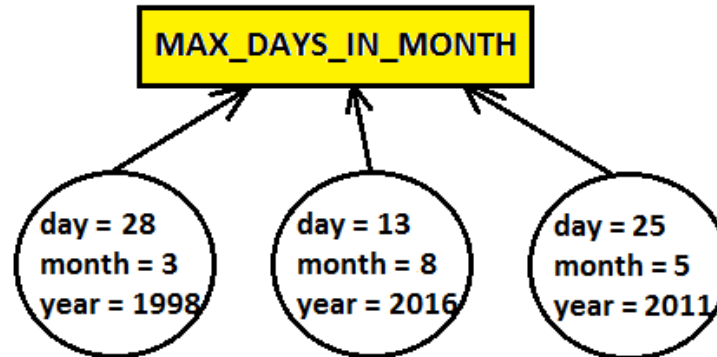 MAX_DAYS_IN_MONTH
day = 28
month = 3
year = 1998
day = 13
month = 8
year = 2016
day = 25
month = 5
year = 2011